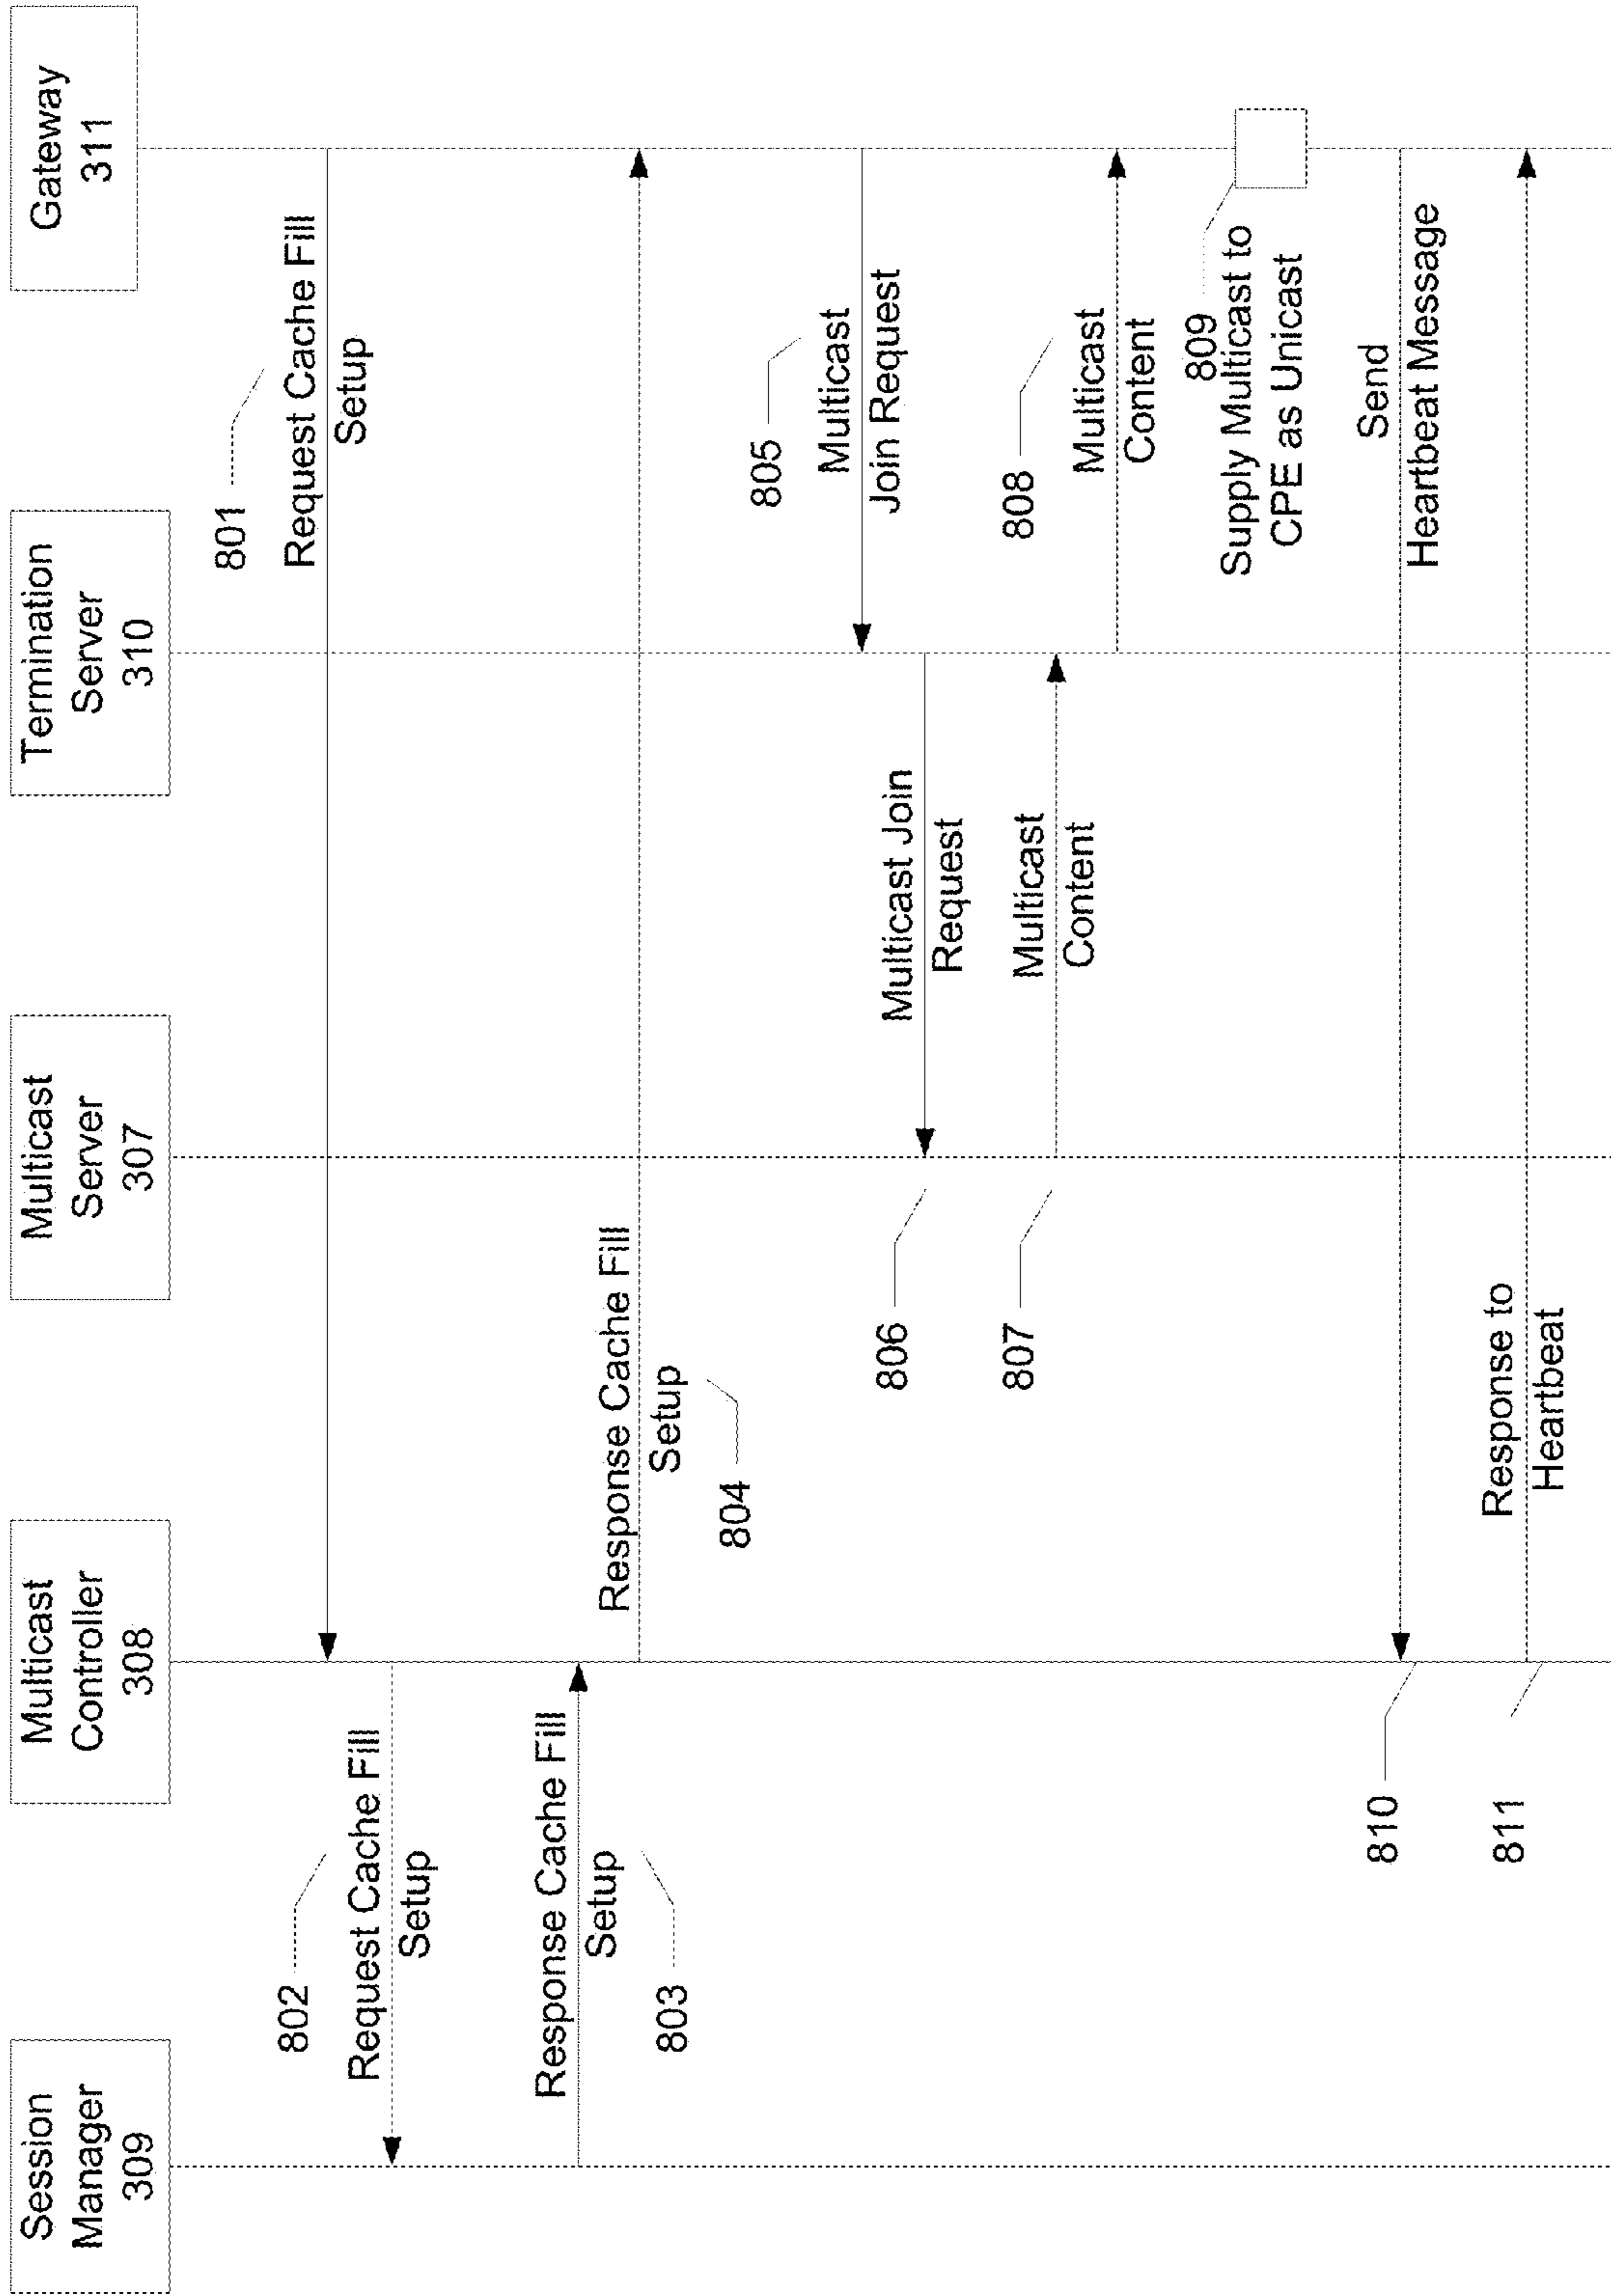 Session
Manager
309
Multicast
Controller
308
Multicast
Server
307
Termination
Server
310
Gateway
311
801
Request Cache Fill
Setup
802
Request Cache Fill
Setup
Response Cache Fill
Setup
803
Response Cache Fill
Setup
804
805
Multicast
Join Request
Multicast Join
Request
806
Multicast
Content
807
808
Multicast
Content
809
Supply Multicast to
CPE as Unicast
Send
Heartbeat Message
810
Response to
Heartbeat
811